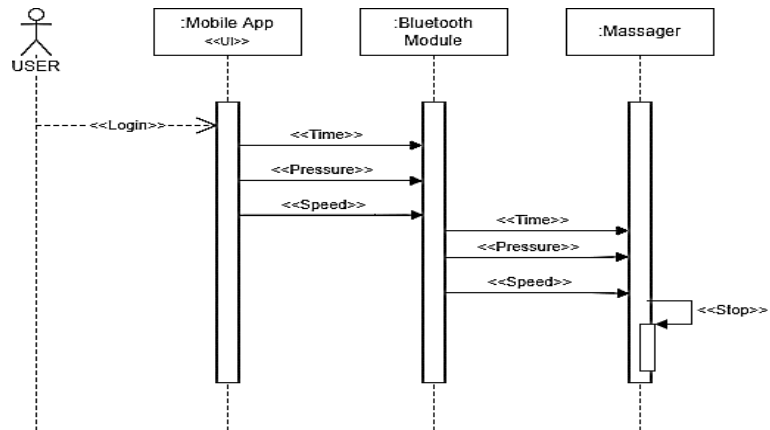 :Mobile App
<<UI>>
:Bluetooth
Module
:Massager
USER
<<Login>>
<<Time>>
<<Pressure>>
<<Speed>>
<<Time>>
<<Pressure>>
<<Speed>>
<<Stop>>